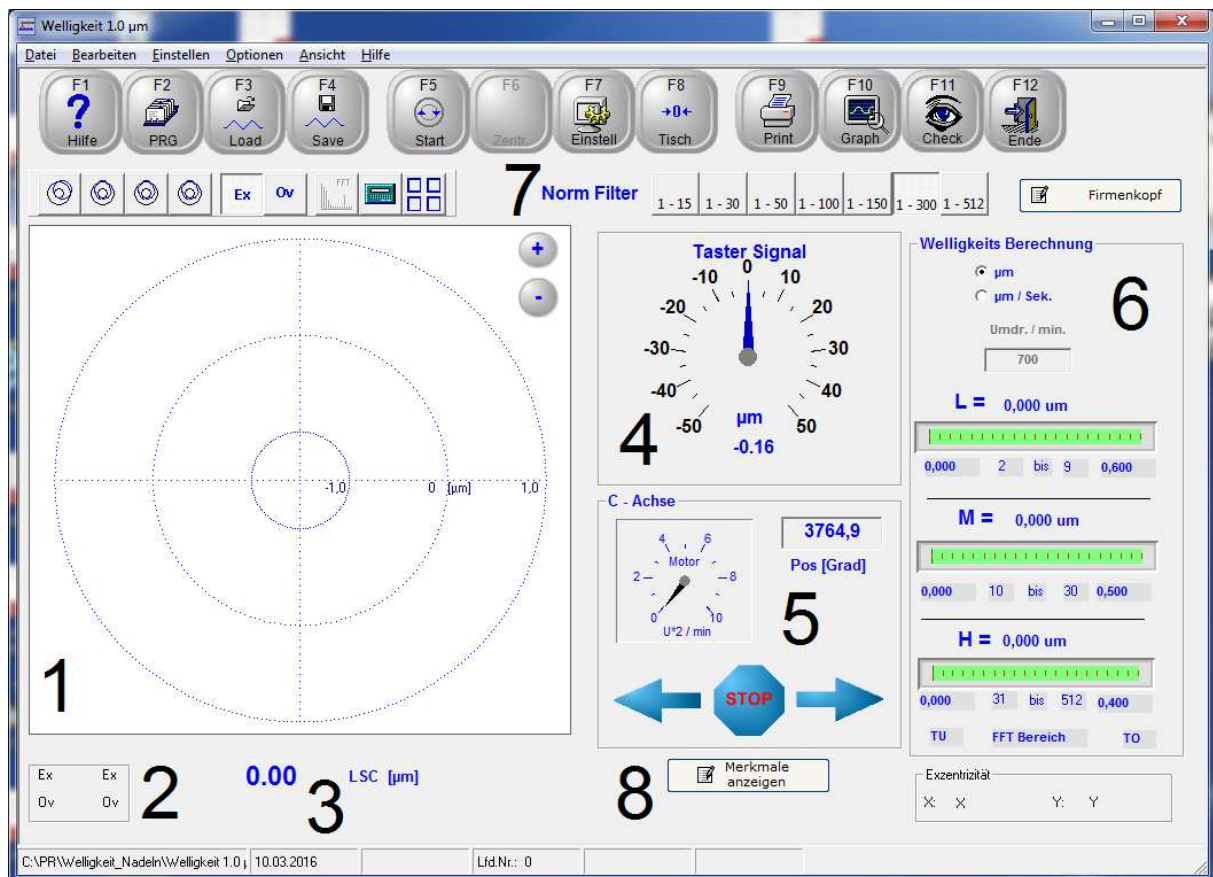 Welligkeit 1.0 µm
Datei Bearbeiten Einstellen Optionen Ansicht Hilfe
F1 F2 F3 F4 F5 F6 F7 F8 F9 F10 F11 F12
?
→0←
Hilfe PRG Load Save Start Zentr. Einstell Tisch Print Graph Check Ende
Ex Ov FFT
7
Norm Filter
1 - 15 1 - 30 1 - 50 1 - 100 1 - 150 1 - 300 1 - 512
Firmenkopf
+
-
-1,0 0 [µm] 1,0
1
Ex Ex
Ov Ov
2
0.00
3
LSC [µm]
Taster Signal
-10 0 10
-20 20
-30 30
-40 40
-50 50
µm
-0.16
4
C - Achse
4 6
Motor
2 8
0 10
U*2 / min
3764,9
Pos [Grad]
5
STOP
8
Merkmale
anzeigen
Welligkeits Berechnung
µm
µm / Sek.
6
Umdr. / min.
700
L = 0,000 um
0,000 2 bis 9 0,600
M = 0,000 um
0,000 10 bis 30 0,500
H = 0,000 um
0,000 31 bis 512 0,400
TU FFT Bereich TO
Exzentrizität
X: X Y: Y
C:\PR\Welligkeit_Nadeln\Welligkeit 1.0 10.03.2016 Lfd.Nr.: 0